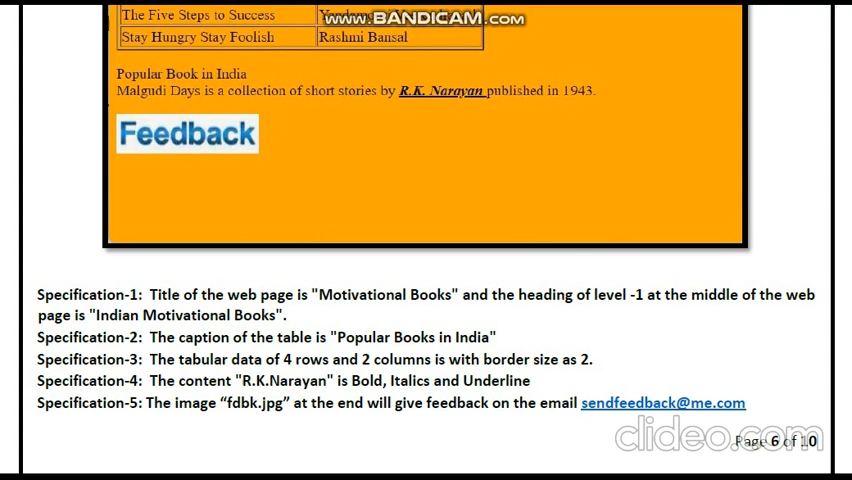 www.BANDICAM.com
The Five Steps to Success
Stay Hungry Stay Foolish Rashmi Bansal
Popular Book in India
Malgudi Days is a collection of short stories by R.K. Narayan published in 1943.
Feedback
Specification-1: Title of the web page is "Motivational Books" and the heading of level -1 at the middle of the web
page is "Indian Motivational Books".
Specification-2: The caption of the table is "Popular Books in India"
Specification-3: The tabular data of 4 rows and 2 columns is with border size as 2.
Specification-4: The content "R.K.Narayan" is Bold, Italics and Underline
Specification-5: The image “fdbk.jpg” at the end will give feedback on the email sendfeedback@me.com
Page 6 of 10
clideo.com